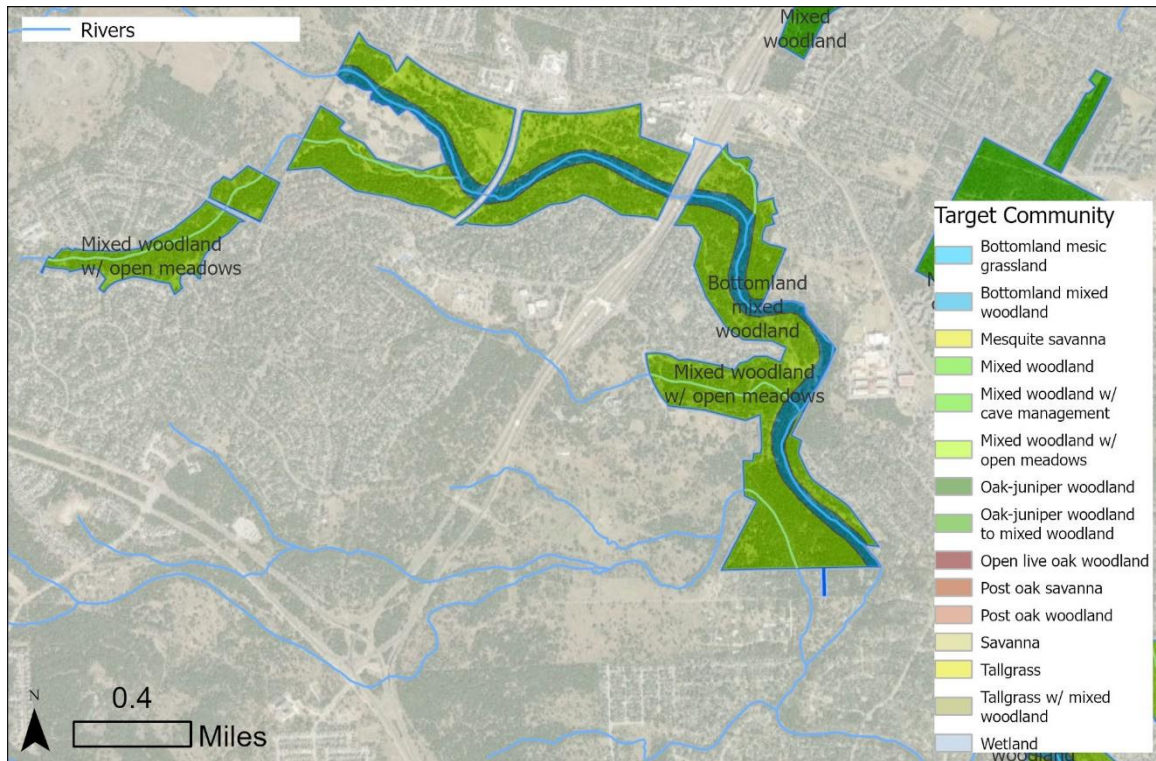 Rivers
Mixed
woodland
Mixed woodland
w/ open meadows
Bottomland
mixed
woodland
Mixed woodland
w/ open meadows
Target Community
Bottomland mesic
grassland
Bottomland mixed
woodland
Mesquite savanna
Mixed woodland
Mixed woodland w/
cave management
Mixed woodland w/
open meadows
Oak-juniper woodland
Oak-juniper woodland
to mixed woodland
Open live oak woodland
Post oak savanna
Post oak woodland
Savanna
Tallgrass
Tallgrass w/ mixed
woodland
Wetland
woodland
N
0.4
Miles